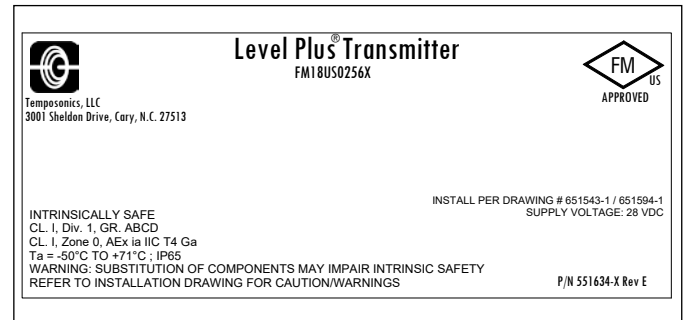 Level Plus® Transmitter
FM18US0256X
FM
US
APPROVED
Temposonics, LLC
3001 Sheldon Drive, Cary, N.C. 27513
INSTALL PER DRAWING # 651543-1 / 651594-1
SUPPLY VOLTAGE: 28 VDC
INTRINSICALLY SAFE
CL. I, Div. 1, GR. ABCD
CL. I, Zone 0, AEx ia IIC T4 Ga
Ta = -50°C TO +71°C ; IP65
WARNING: SUBSTITUTION OF COMPONENTS MAY IMPAIR INTRINSIC SAFETY
REFER TO INSTALLATION DRAWING FOR CAUTION/WARNINGS
P/N 551634-X Rev E